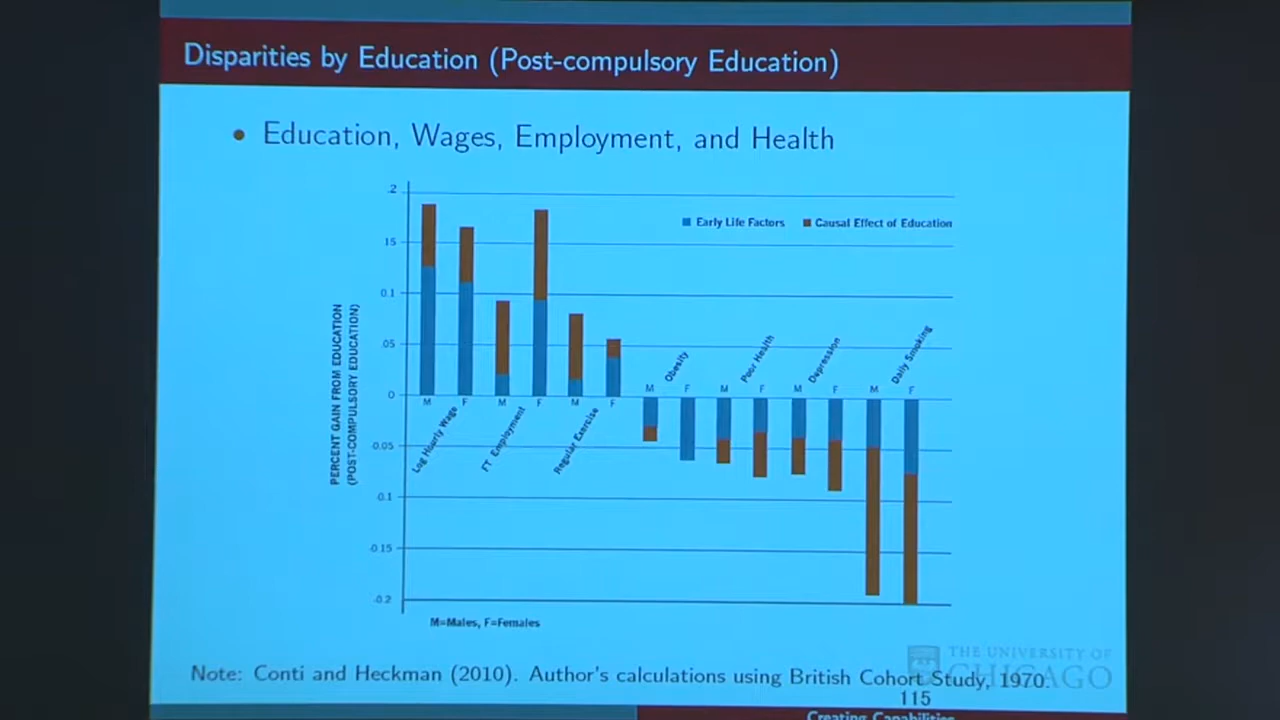 Disparities by Education (Post-compulsory Education)
Education, Wages, Employment, and Health
.2
15
0.1
.05
0
0.05
0.1
0.15
0.2
PERCENT GAIN FROM EDUCATION
(POST-COMPULSORY EDUCATION)
Early Life Factors
Causal Effect of Education
M F M F M F
Log Hourly Wage
FT Employment
Regular Exercise
M F M F M F M F
Obesity
Poor Health
Depression
Daily Smoking
M=Males, F=Females
THE UNIVERSITY OF
CHICAGO
Note: Conti and Heckman (2010). Author's calculations using British Cohort Study, 1970.
115
Creating Capabilities